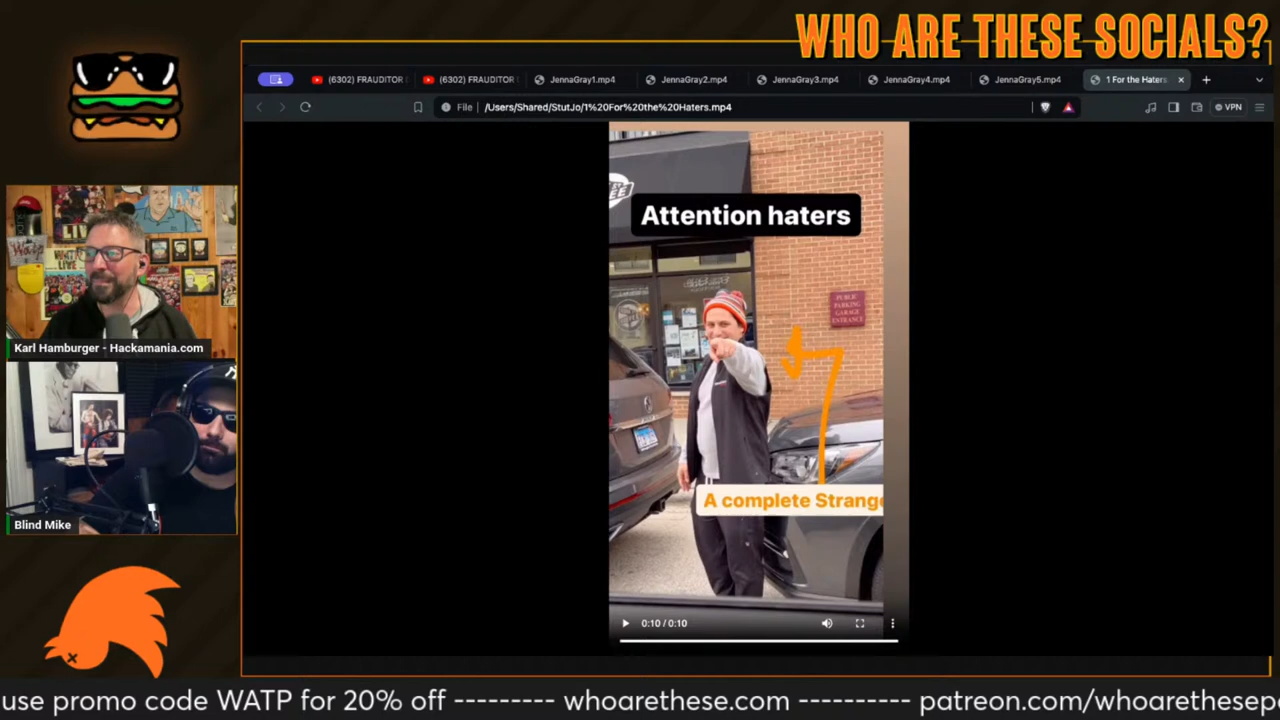 WHO ARE THESE SOCIALS?
(6302) FRAUDITOR
(6302) FRAUDITOR
JennaGray1.mp4
JennaGray2.mp4
JennaGray3.mp4
JennaGray4.mp4
JennaGray5.mp4
1 For the Haters
File
/Users/Shared/StutJo/1%20For%20the%20Haters.mp4
VPN
Attention haters
PUBLIC
PARKING
GARAGE
ENTRANCE
A complete Strange
0:10 / 0:10
Karl Hamburger - Hackamania.com
Blind Mike
use promo code WATP for 20% off --------- whoarethese.com ---------- patreon.com/whoarethesep